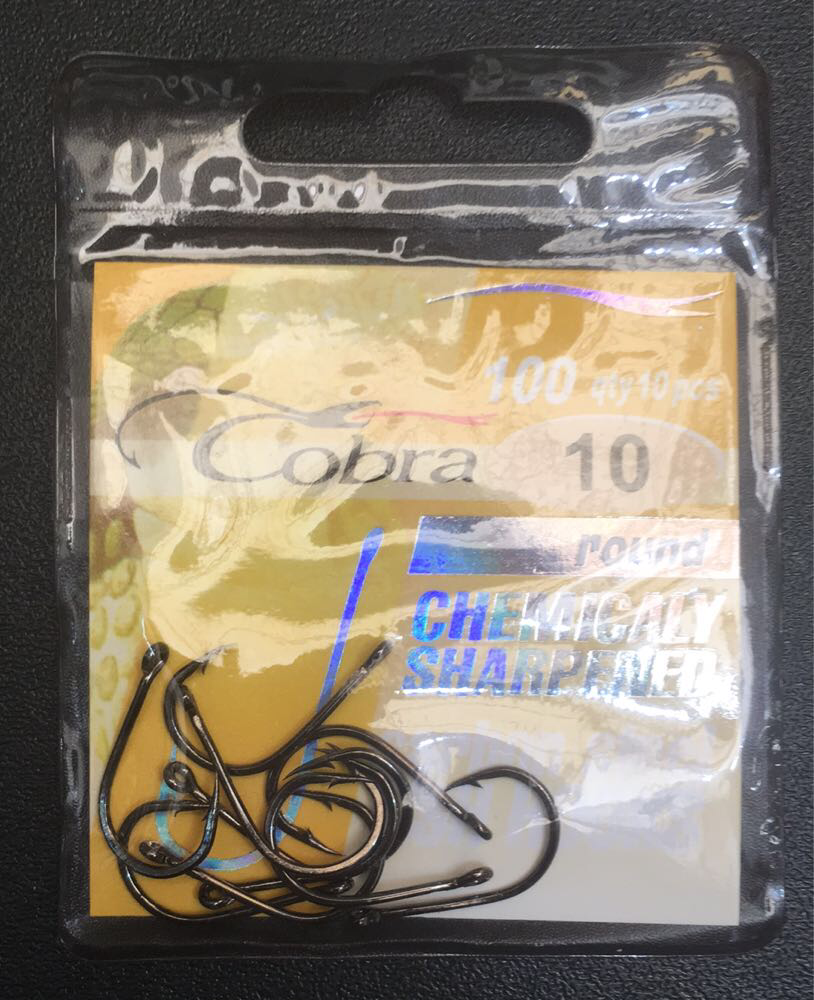 100 qty 10 pcs
Cobra 10
round
CHEMICALY
SHARPENED